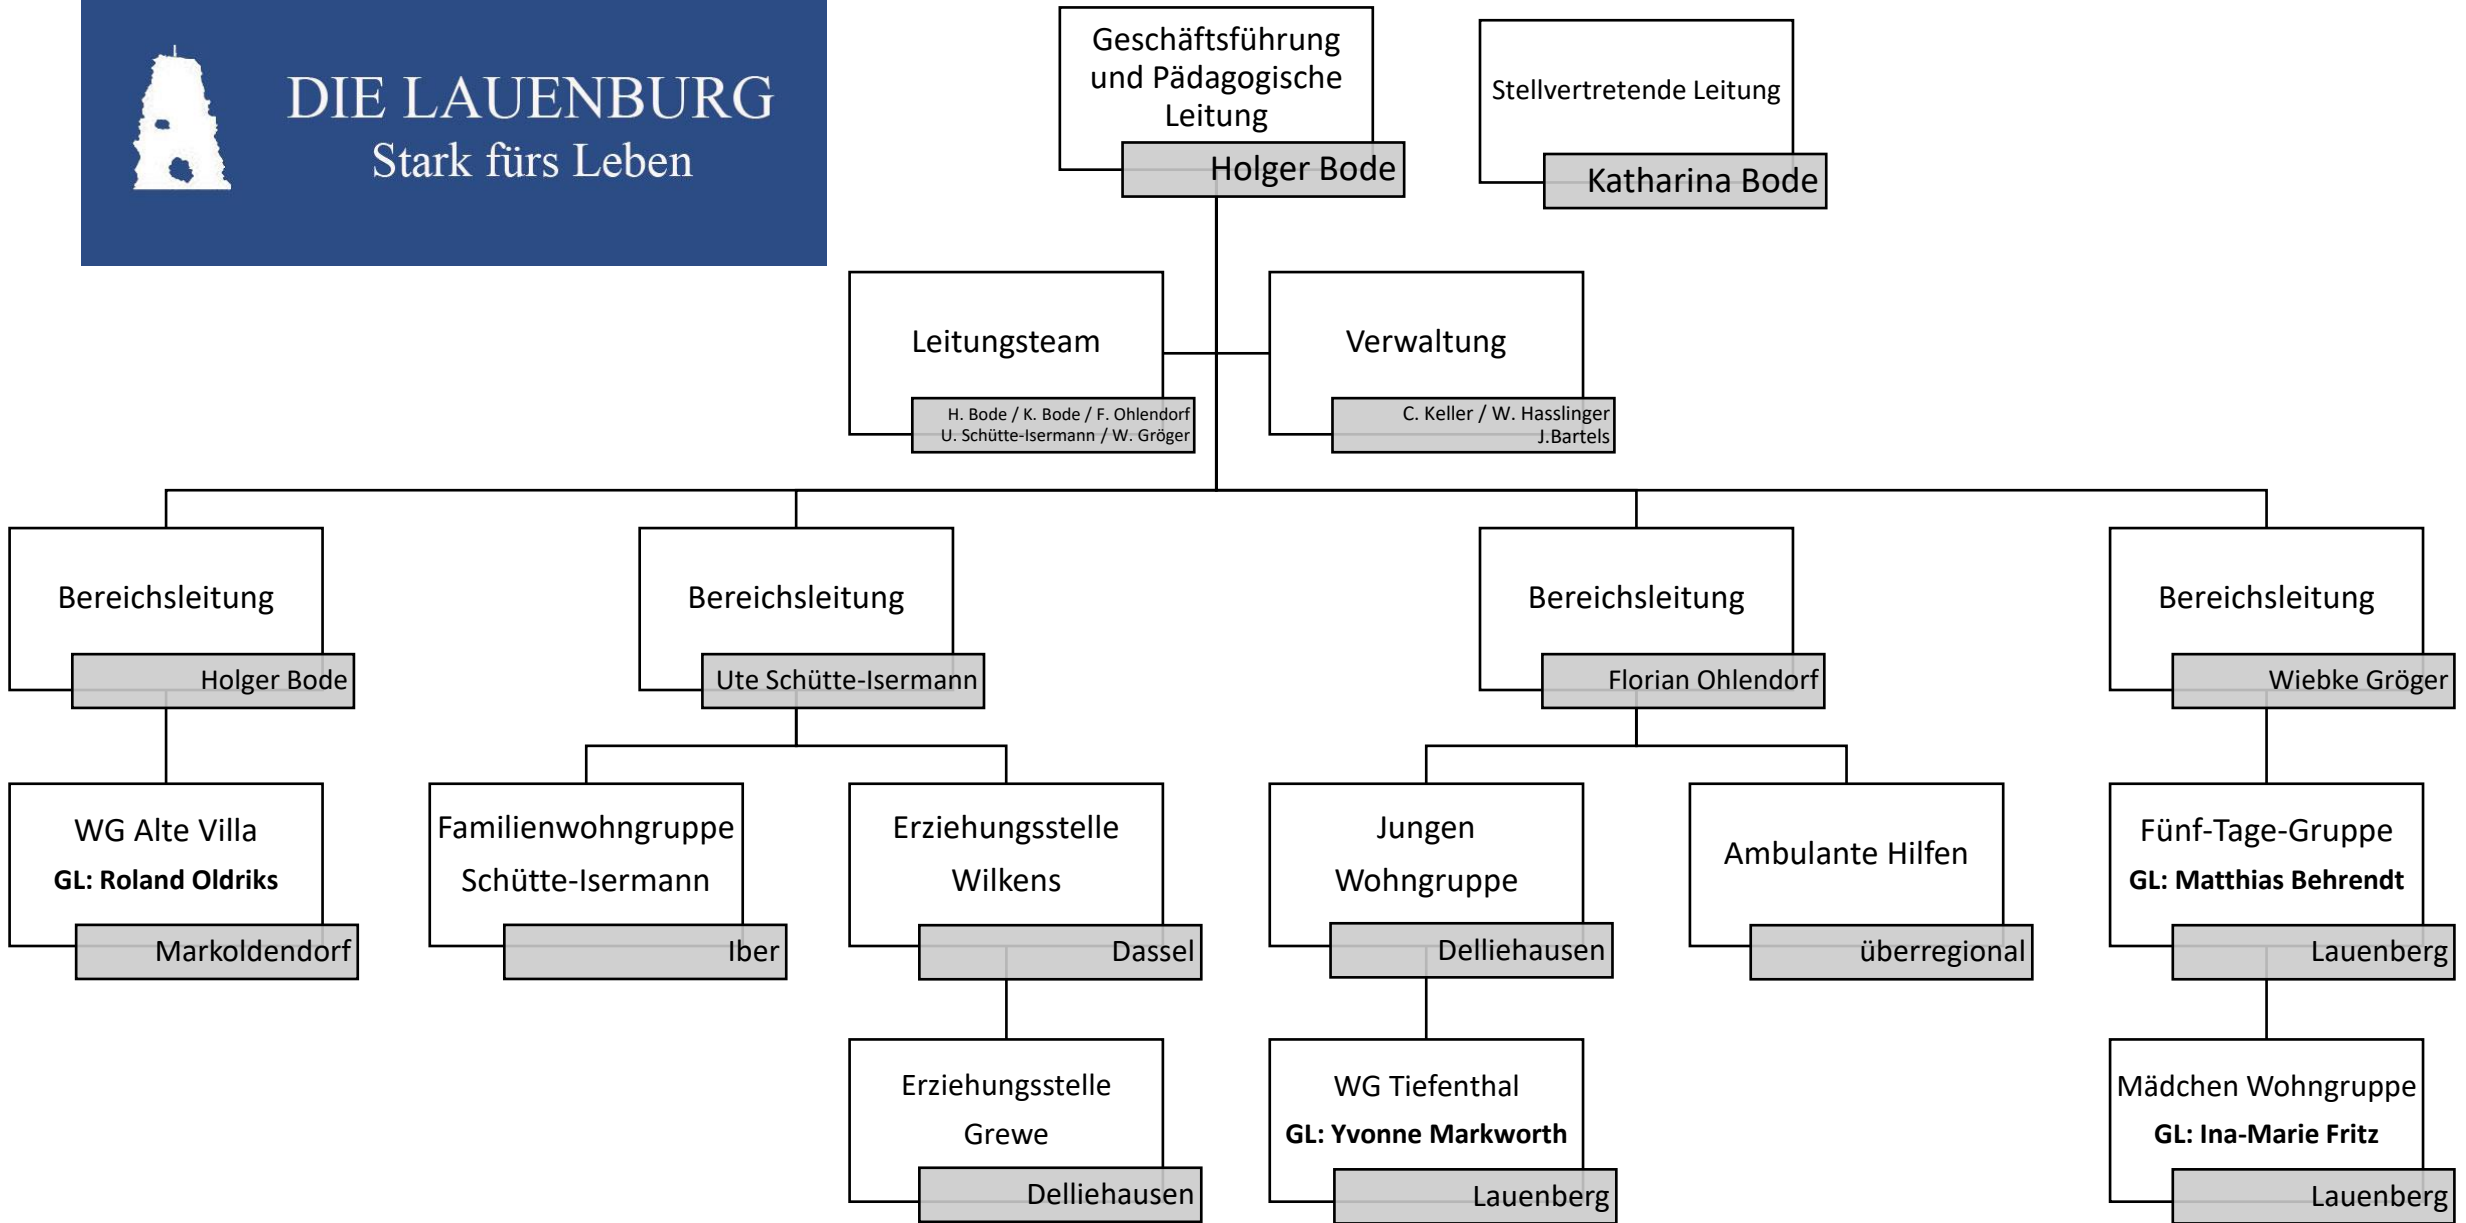 DIE LAUENBURG
Stark fürs Leben
Geschäftsführung
und Pädagogische
Leitung
Holger Bode
Stellvertretende Leitung
Katharina Bode
Leitungsteam
H. Bode / K. Bode / F. Ohlendorf
U. Schütte-Isermann / W. Gröger
Verwaltung
C. Keller / W. Hasslinger
J.Bartels
Bereichsleitung
Holger Bode
Bereichsleitung
Ute Schütte-Isermann
Bereichsleitung
Florian Ohlendorf
Bereichsleitung
Wiebke Gröger
WG Alte Villa
GL: Roland Oldriks
Markoldendorf
Familienwohngruppe
Schütte-Isermann
Iber
Erziehungsstelle
Wilkens
Dassel
Jungen
Wohngruppe
Delliehausen
Ambulante Hilfen
überregional
Fünf-Tage-Gruppe
GL: Matthias Behrendt
Lauenberg
Erziehungsstelle
Grewe
Delliehausen
WG Tiefenthal
GL: Yvonne Markworth
Lauenberg
Mädchen Wohngruppe
GL: Ina-Marie Fritz
Lauenberg